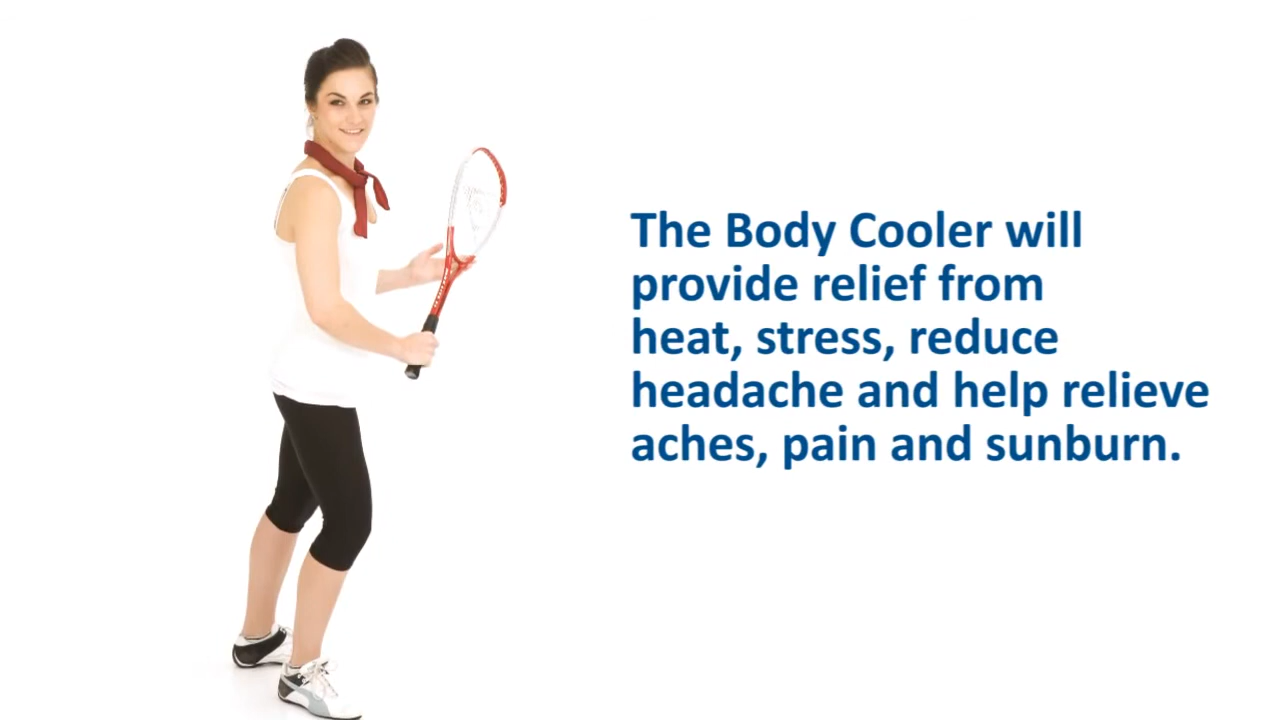 The Body Cooler will
provide relief from
heat, stress, reduce
headache and help relieve
aches, pain and sunburn.